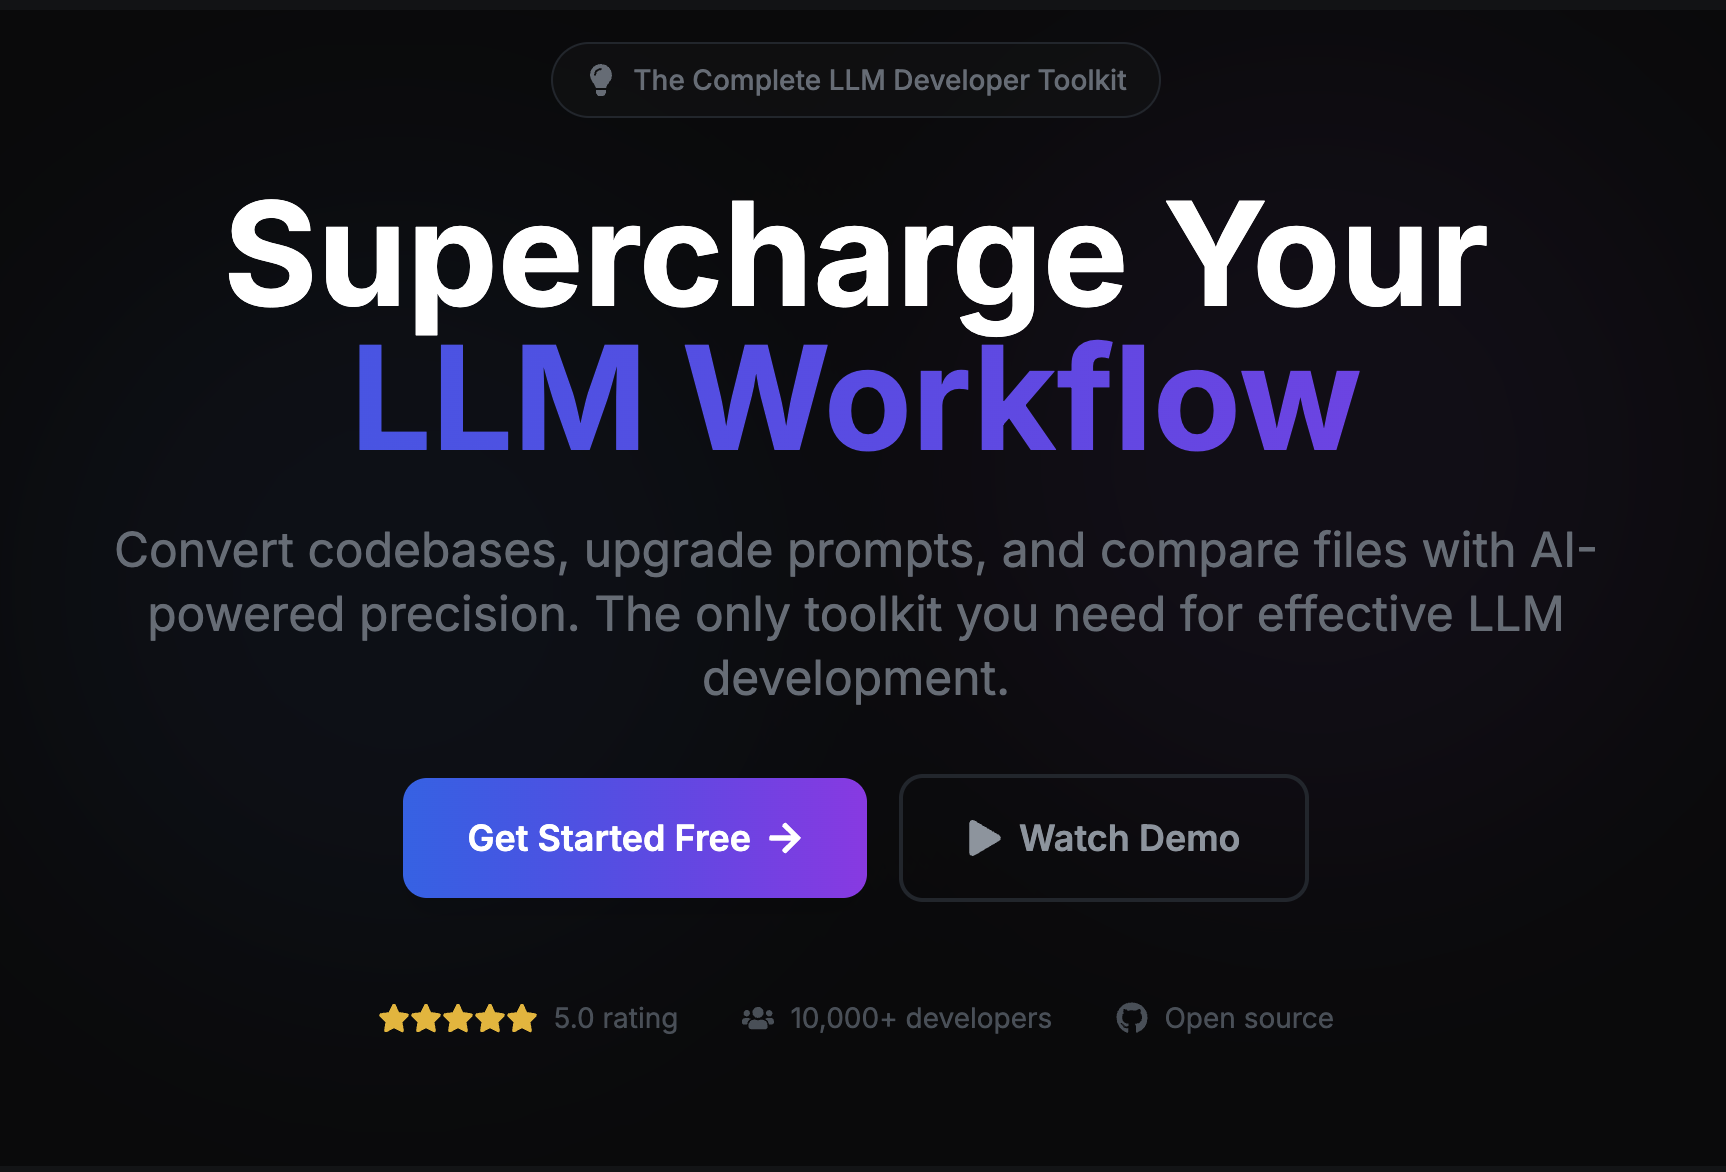 The Complete LLM Developer Toolkit
Supercharge Your
LLM Workflow
Convert codebases, upgrade prompts, and compare files with AI-
powered precision. The only toolkit you need for effective LLM
development.
Get Started Free
Watch Demo
5.0 rating
10,000+ developers
Open source